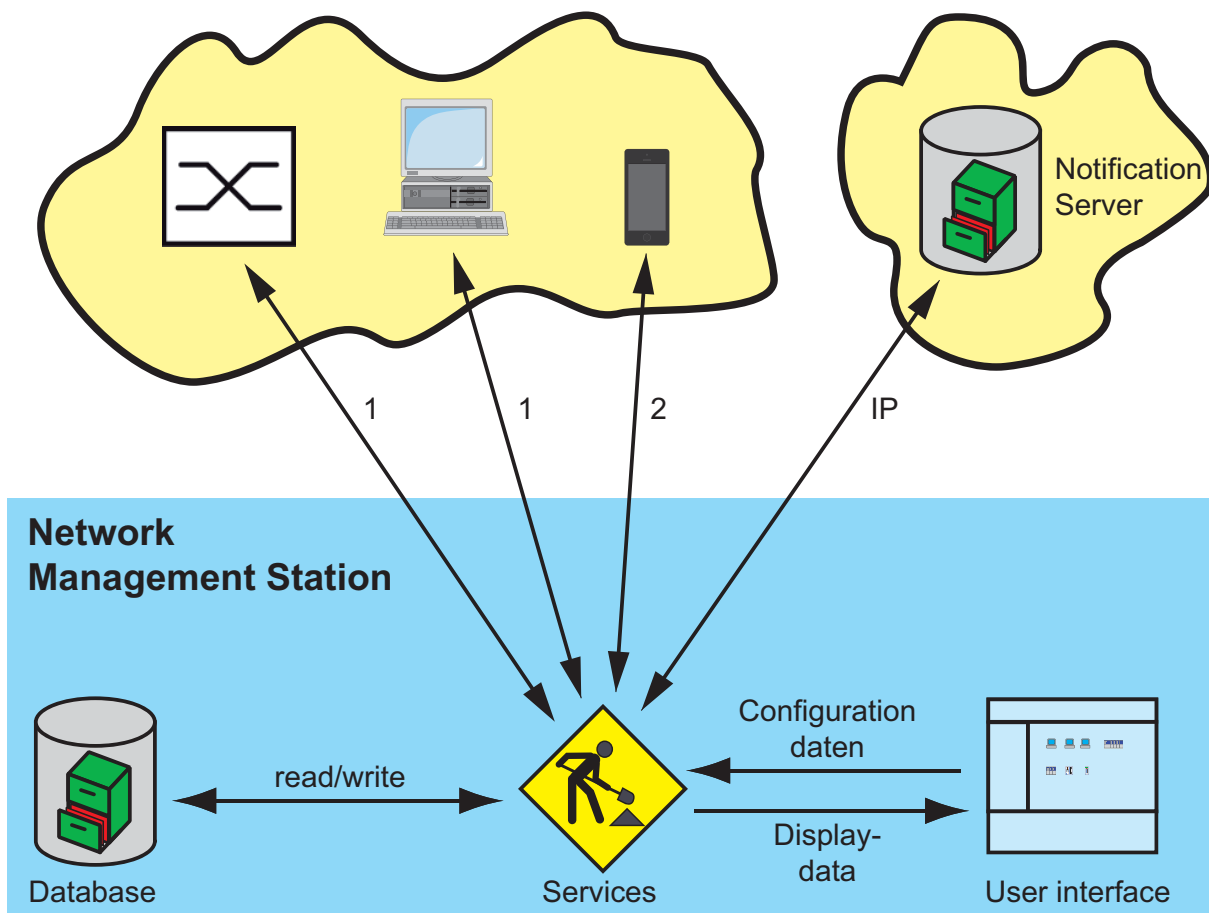 Notification
Server
1
1
2
IP
Network
Management Station
Configuration
daten
read/write
Display-
data
Database
Services
User interface